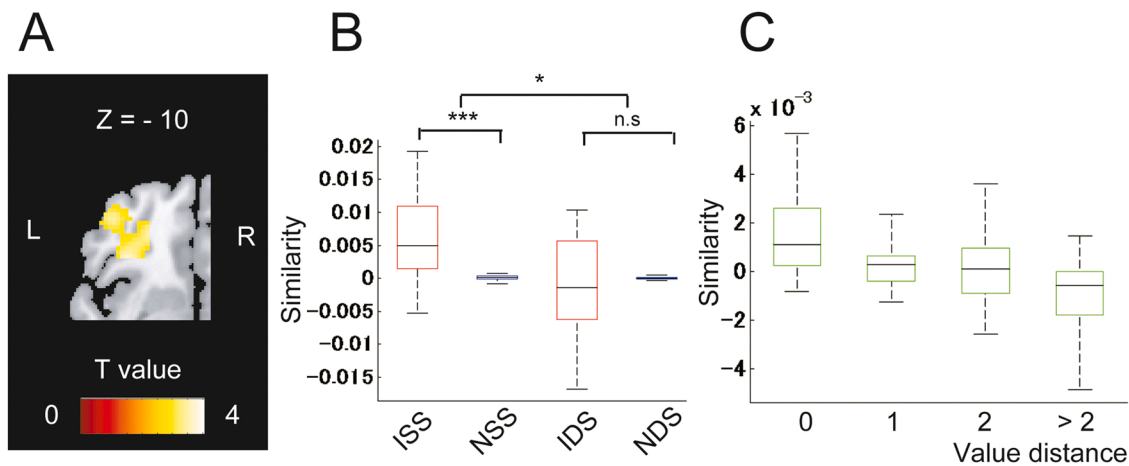 A
Z = - 10
L
R
T value
0
4
B
*
***
n.s
0.02
0.015
0.01
0.005
0
-0.005
-0.01
-0.015
Similarity
ISS
NSS
IDS
NDS
C
x 10⁻³
6
4
2
0
-2
-4
Similarity
0 1 2 > 2
Value distance